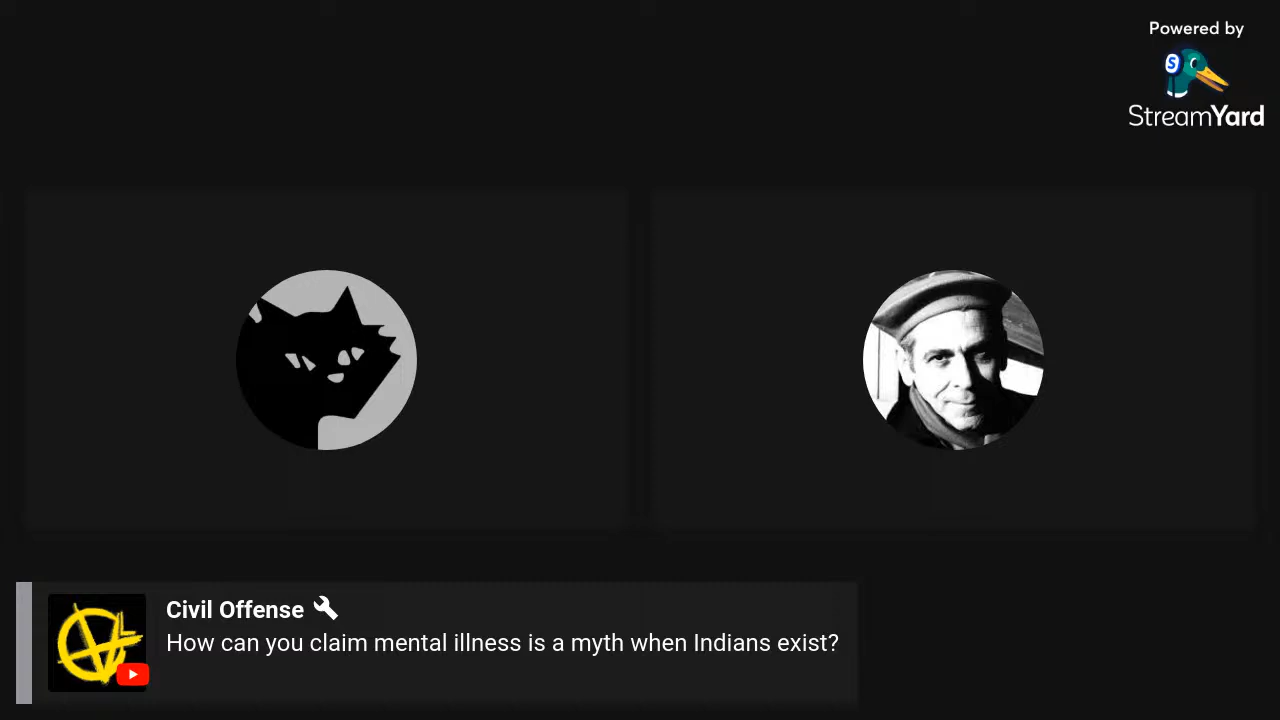 Powered by
StreamYard
Civil Offense
How can you claim mental illness is a myth when Indians exist?